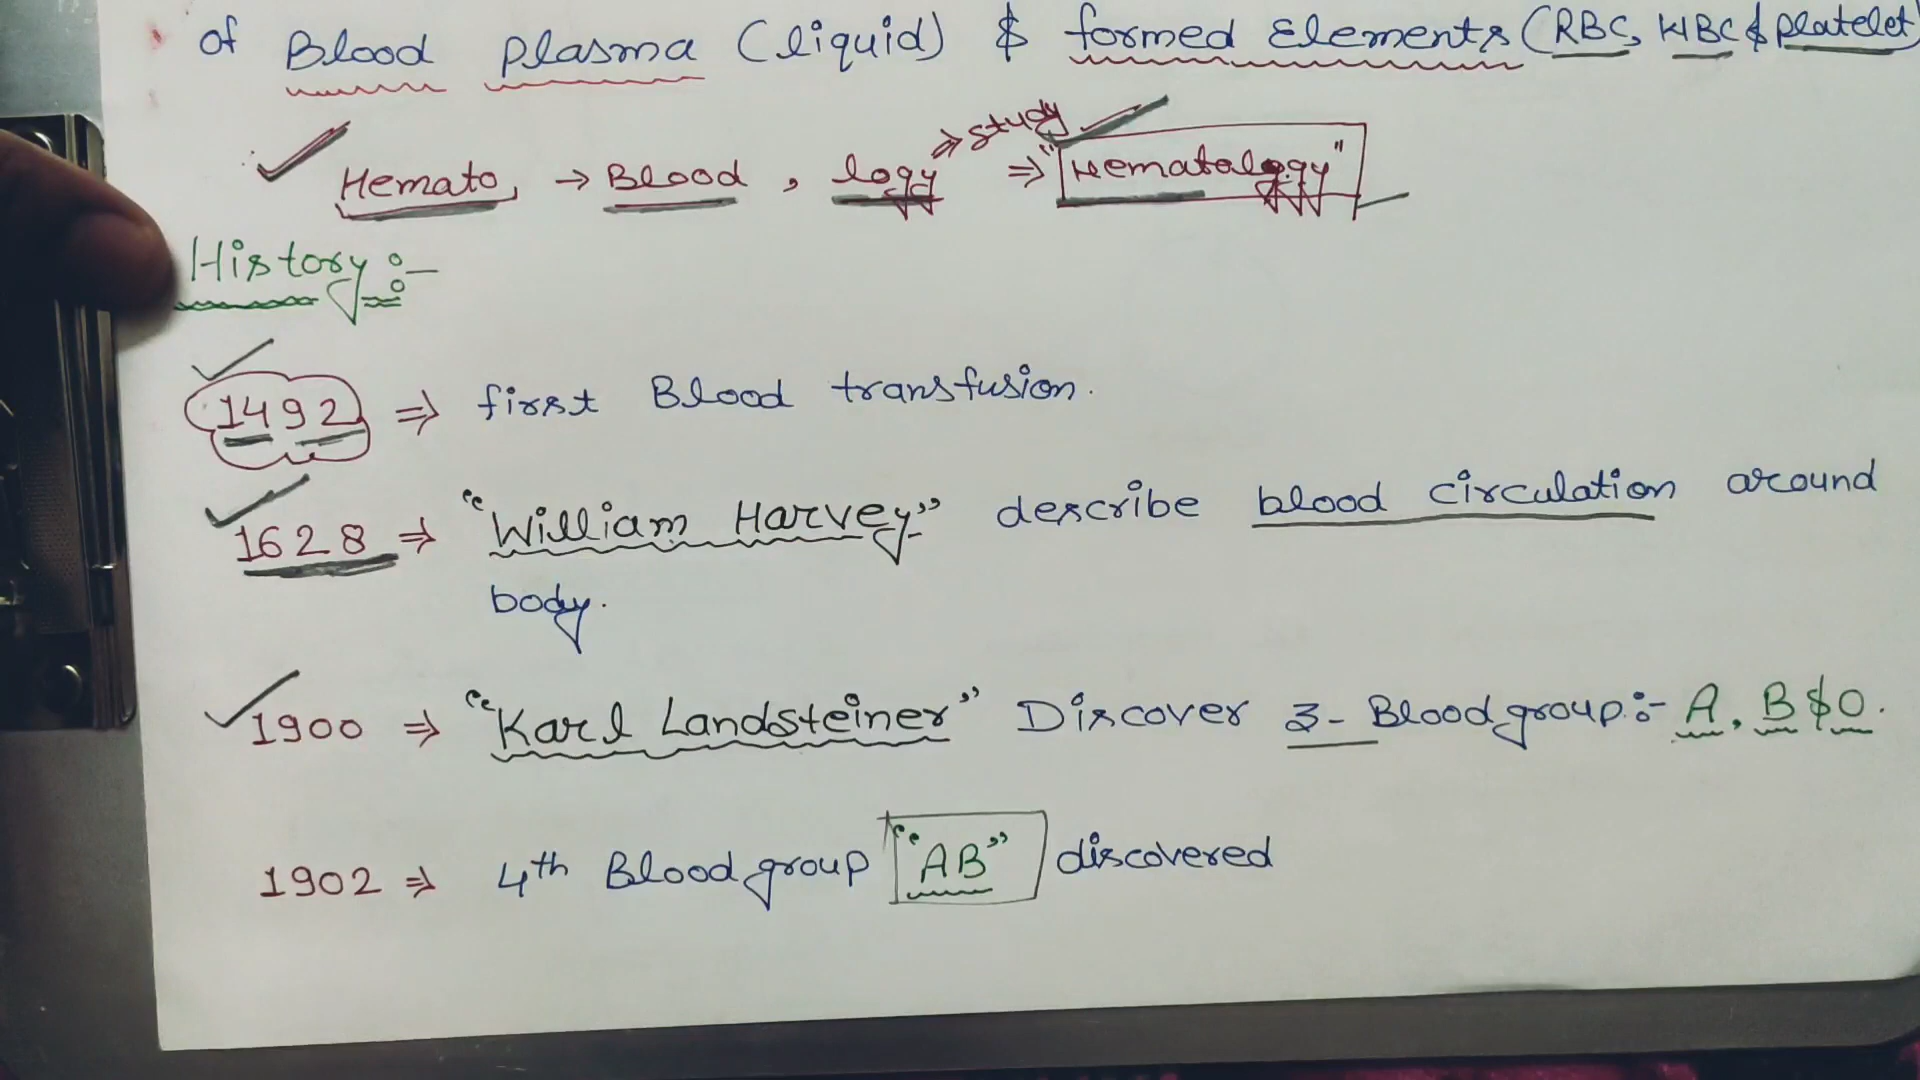 of Blood plasma (liquid) & formed Elements (RBC, WBC & platelet)
Hemato, → Blood, logy ⇒ study ⇒ "Hematology"
History :-
1492 ⇒ first Blood transfusion.
1628 ⇒ "William Harvey" describe blood circulation around
body.
1900 ⇒ "Karl Landsteiner" Discover 3- Blood group :- A, B & O.
1902 ⇒ 4th Blood group "AB" discovered